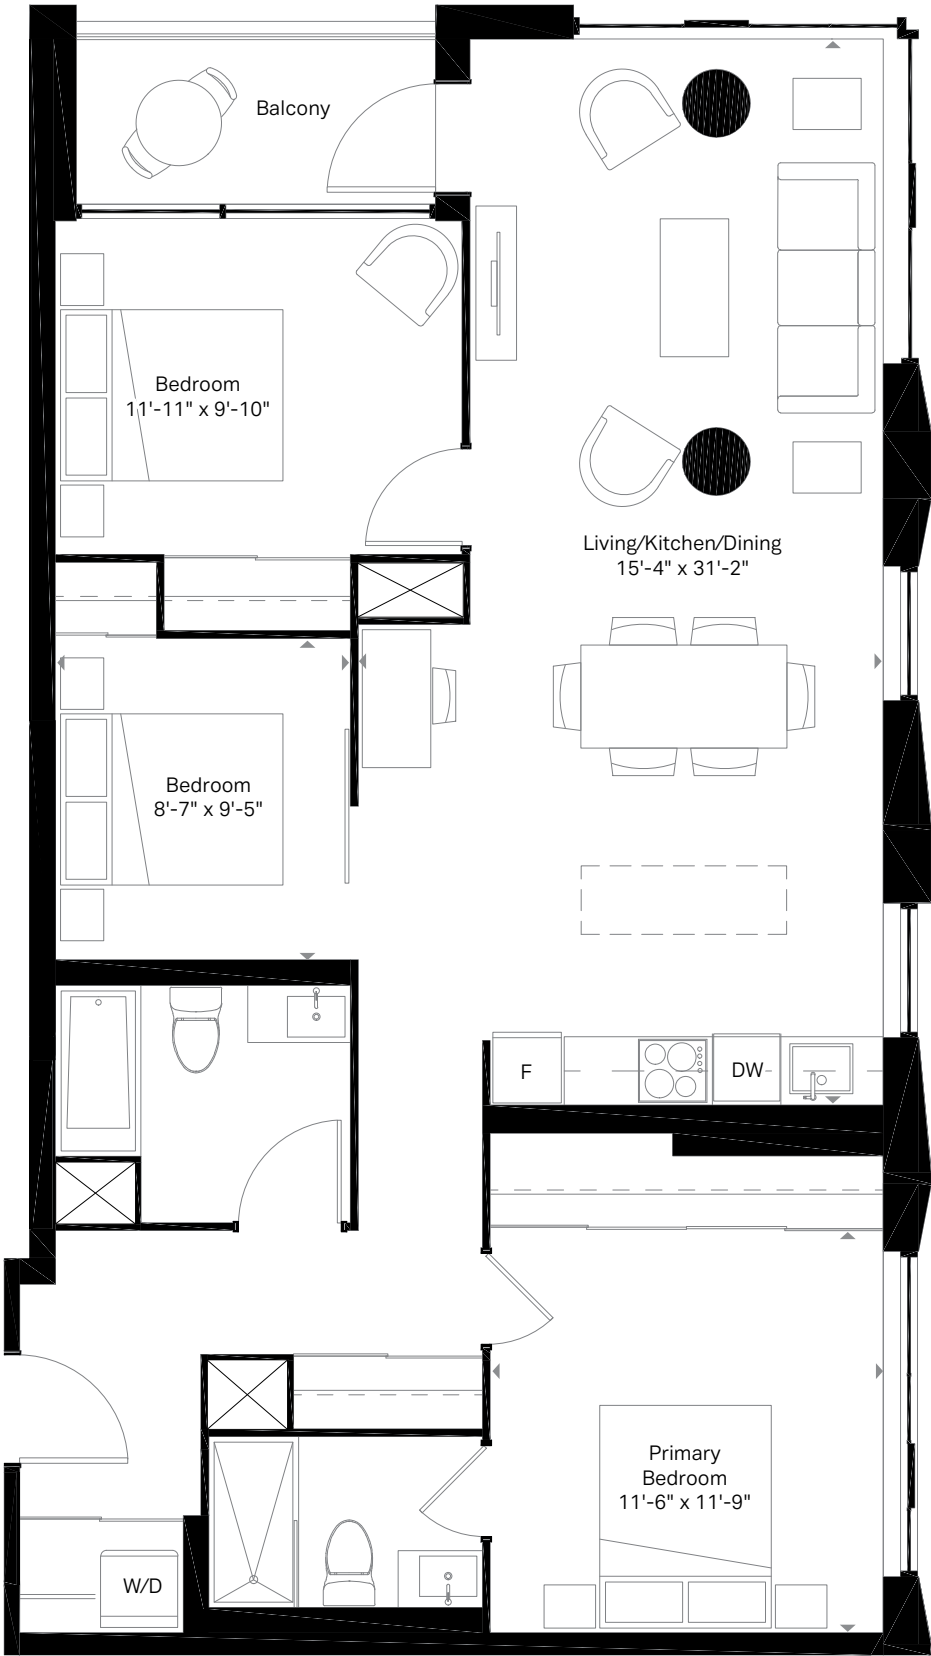 Balcony
Bedroom
11'-11" x 9'-10"
Living/Kitchen/Dining
15'-4" x 31'-2"
Bedroom
8'-7" x 9'-5"
F
DW
Primary
Bedroom
11'-6" x 11'-9"
W/D